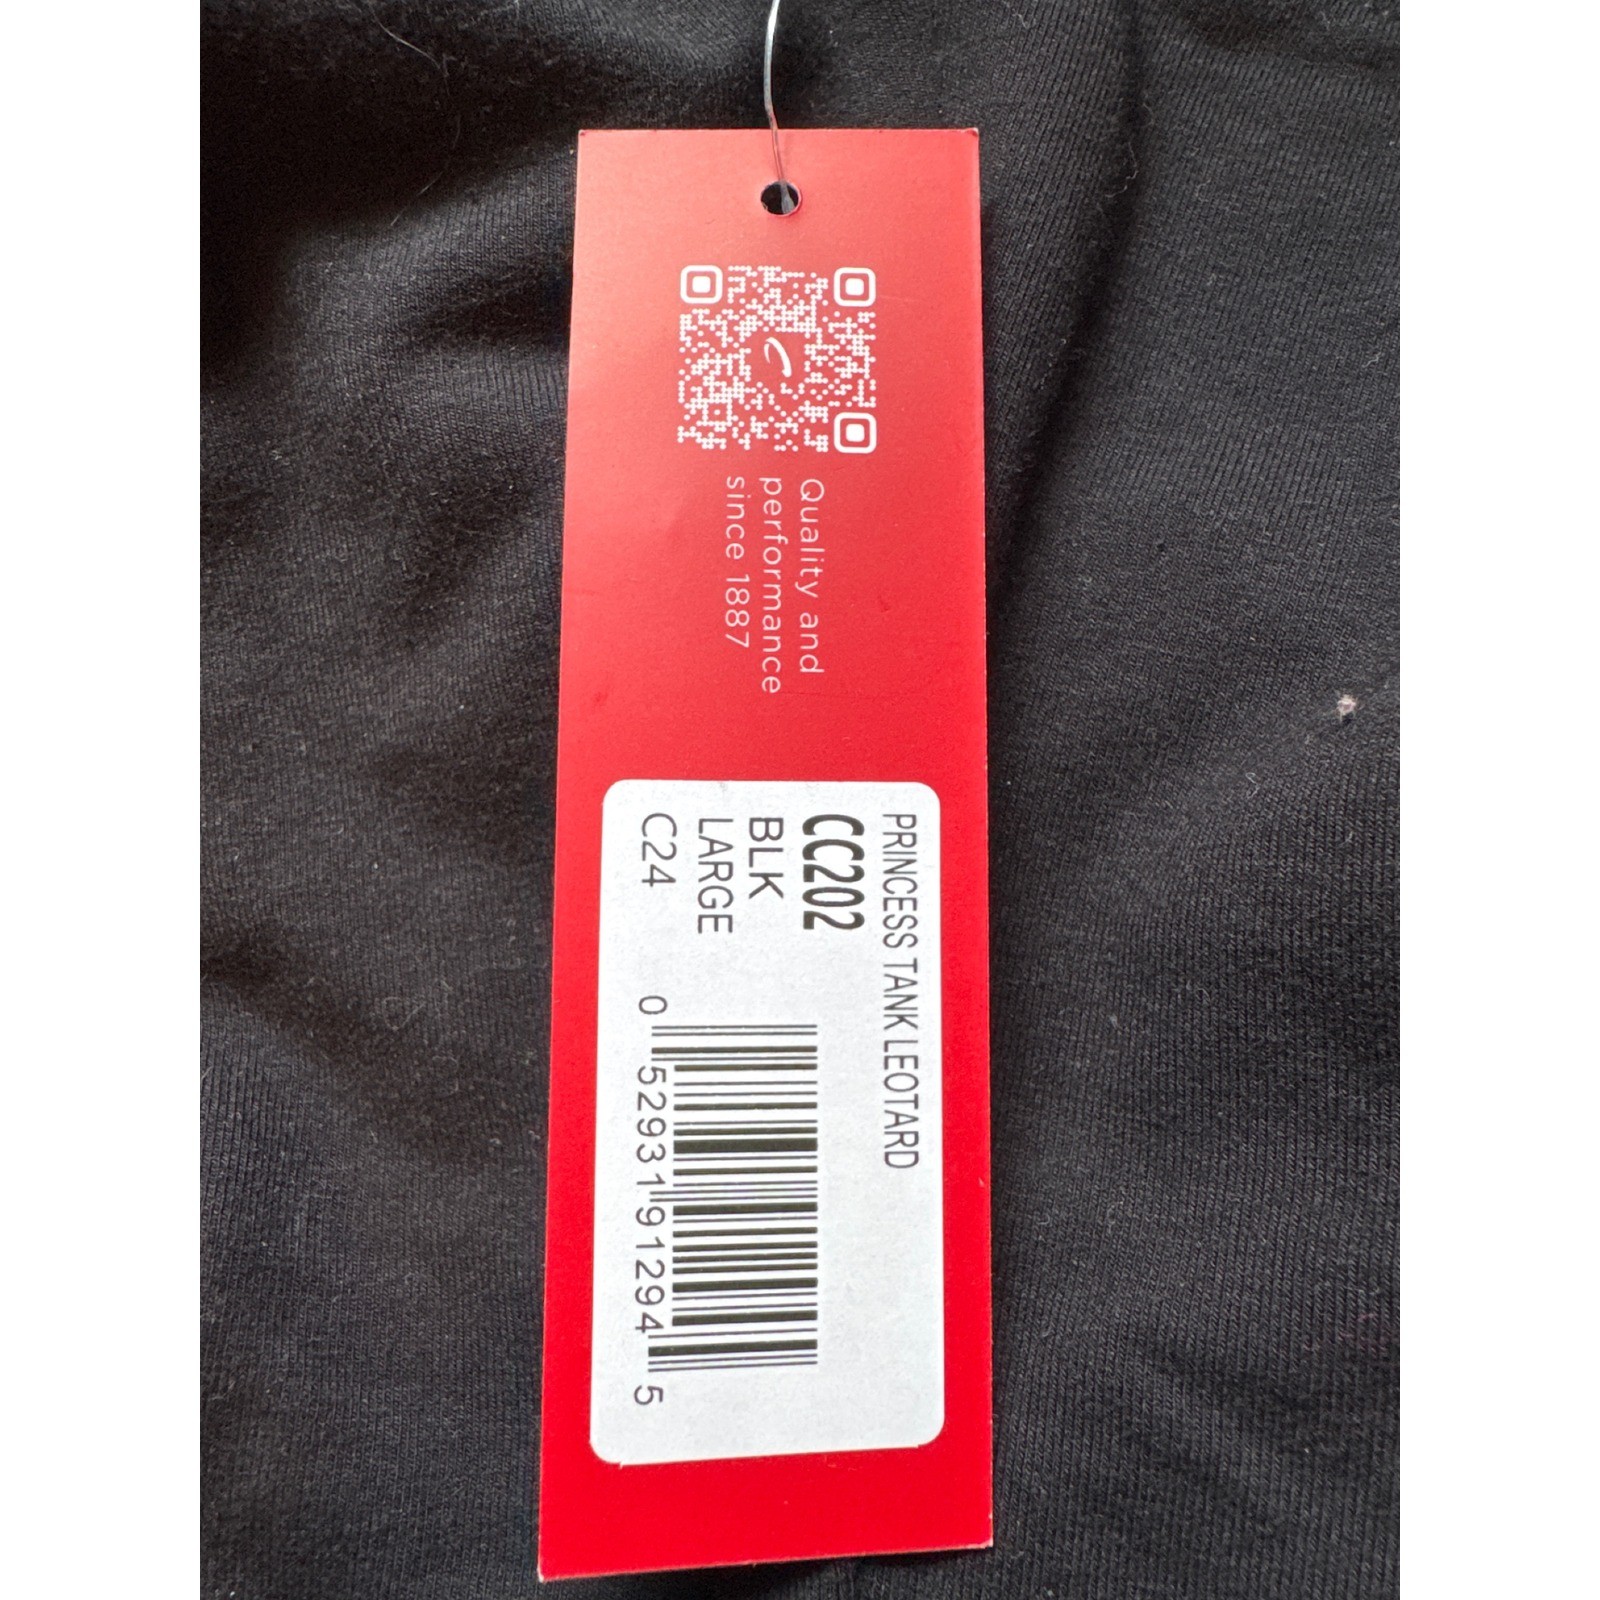 Quality and
performance
since 1887
PRINCESS TANK LEOTARD
CC202
BLK
LARGE
C24
0 52931 91294 5